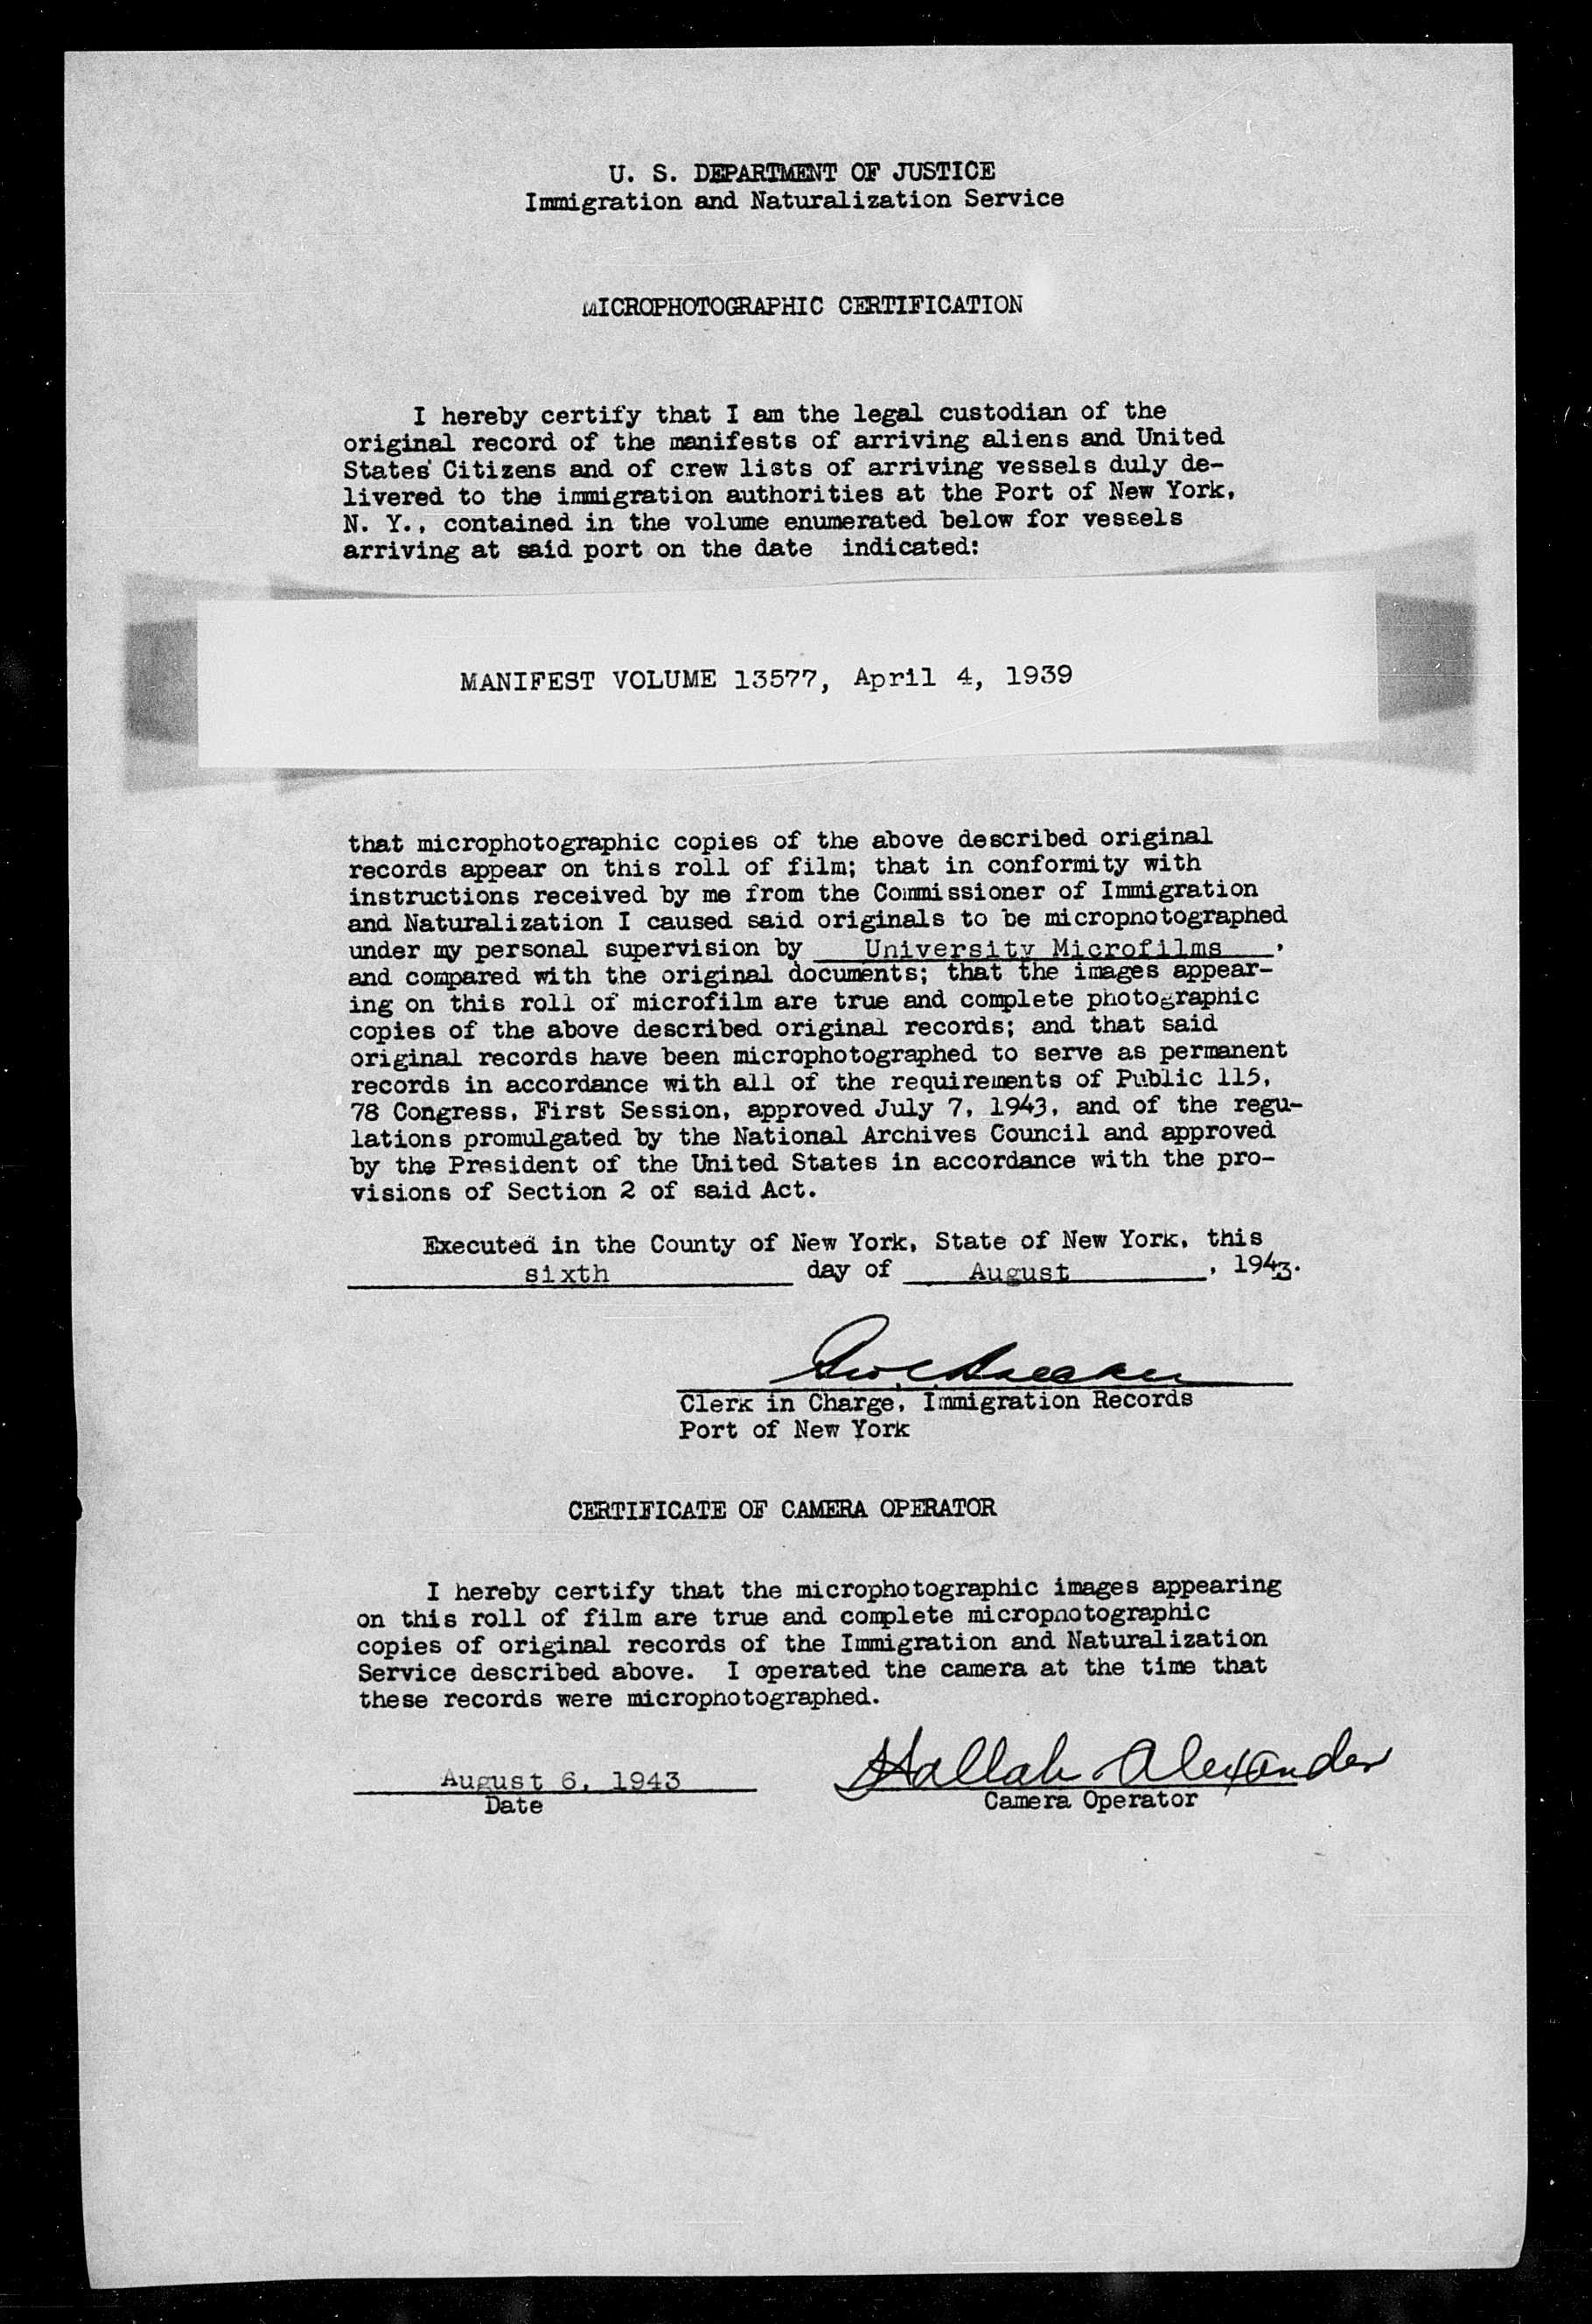 U. S. DEPARTMENT OF JUSTICE
Immigration and Naturalization Service
MICROPHOTOGRAPHIC CERTIFICATION
I hereby certify that I am the legal custodian of the
original record of the manifests of arriving aliens and United
States' Citizens and of crew lists of arriving vessels duly de-
livered to the immigration authorities at the Port of New York,
N. Y., contained in the volume enumerated below for vessels
arriving at said port on the date indicated:
MANIFEST VOLUME 13577, April 4, 1939
that microphotographic copies of the above described original
records appear on this roll of film; that in conformity with
instructions received by me from the Commissioner of Immigration
and Naturalization I caused said originals to be microphotographed
under my personal supervision by University Microfilms,
and compared with the original documents; that the images appear-
ing on this roll of microfilm are true and complete photographic
copies of the above described original records; and that said
original records have been microphotographed to serve as permanent
records in accordance with all of the requirements of Public 115,
78 Congress, First Session, approved July 7, 1943, and of the regu-
lations promulgated by the National Archives Council and approved
by the President of the United States in accordance with the pro-
visions of Section 2 of said Act.
Executed in the County of New York, State of New York, this
sixth day of August, 1943.
Clerk in Charge, Immigration Records
Port of New York
CERTIFICATE OF CAMERA OPERATOR
I hereby certify that the microphotographic images appearing
on this roll of film are true and complete microphotographic
copies of original records of the Immigration and Naturalization
Service described above. I operated the camera at the time that
these records were microphotographed.
August 6, 1943 Hallah Alexander
Date Camera Operator